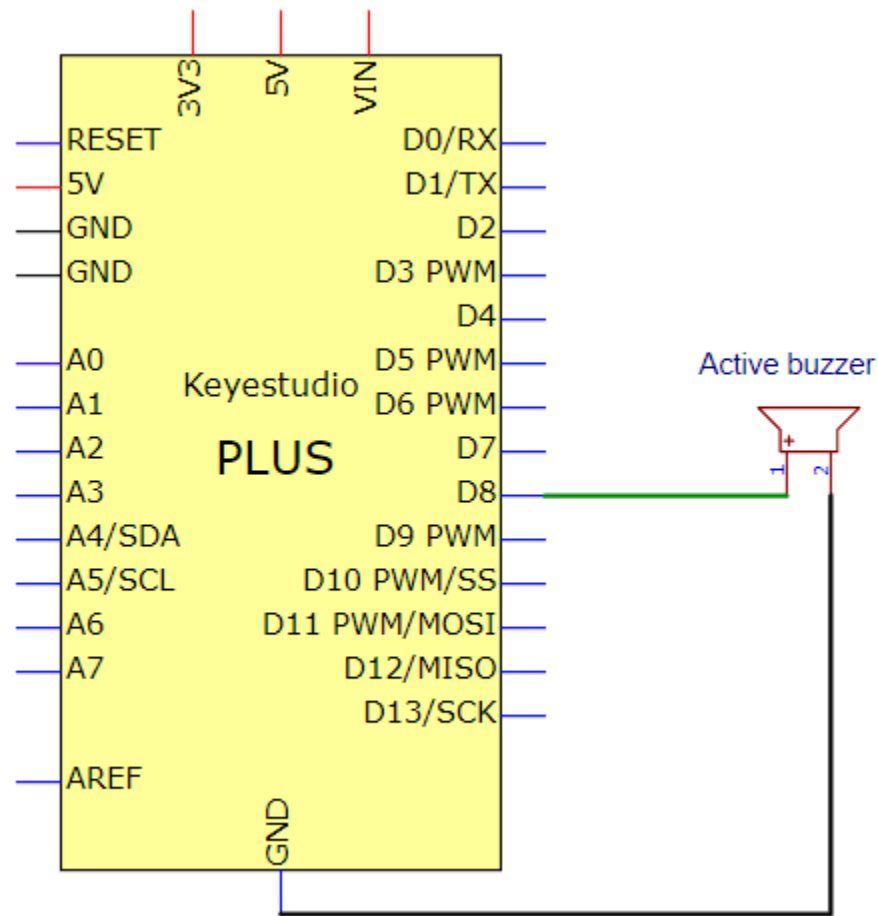 3V3 5V VIN
RESET D0/RX
5V D1/TX
GND D2
GND D3 PWM
D4
A0 D5 PWM
Active buzzer
Keyestudio
A1 D6 PWM
+
A2 PLUS D7
1 2
A3 D8
A4/SDA D9 PWM
A5/SCL D10 PWM/SS
A6 D11 PWM/MOSI
A7 D12/MISO
D13/SCK
AREF
GND